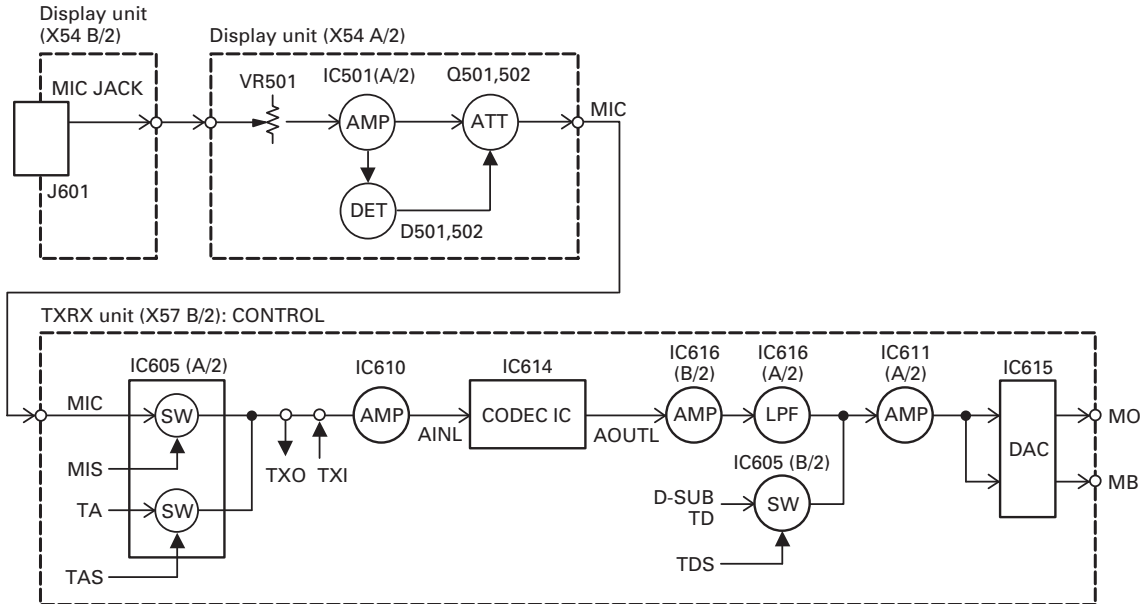 Display unit
(X54 B/2)
Display unit (X54 A/2)
MIC JACK
J601
VR501
IC501(A/2)
Q501,502
AMP
ATT
MIC
DET
D501,502
TXRX unit (X57 B/2): CONTROL
IC605 (A/2)
MIC
SW
MIS
TA
SW
TAS
TXO
TXI
IC610
AMP
AINL
IC614
CODEC IC
AOUTL
IC616
(B/2)
AMP
IC616
(A/2)
LPF
IC605 (B/2)
D-SUB
TD
SW
TDS
IC611
(A/2)
AMP
IC615
DAC
MO
MB